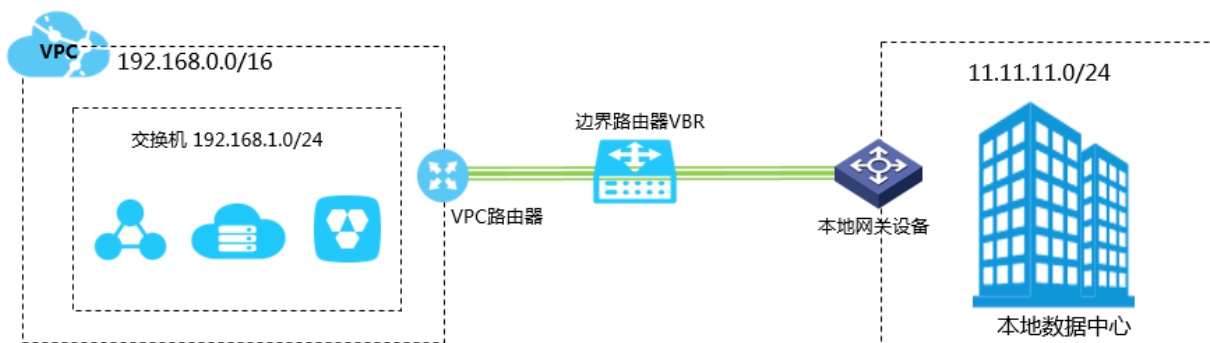 VPC
192.168.0.0/16
交换机 192.168.1.0/24
VPC路由器
边界路由器VBR
本地网关设备
11.11.11.0/24
本地数据中心